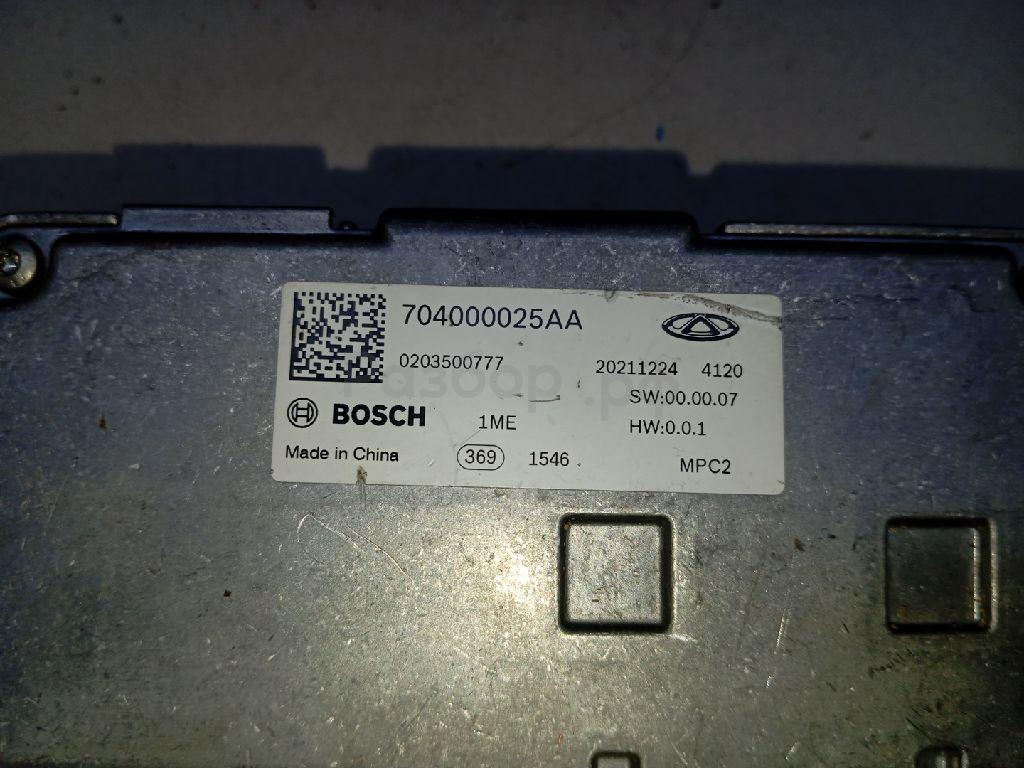 704000025AA
0203500777
20211224 4120
SW:00.00.07
BOSCH
1ME
HW:0.0.1
Made in China
369
1546
MPC2